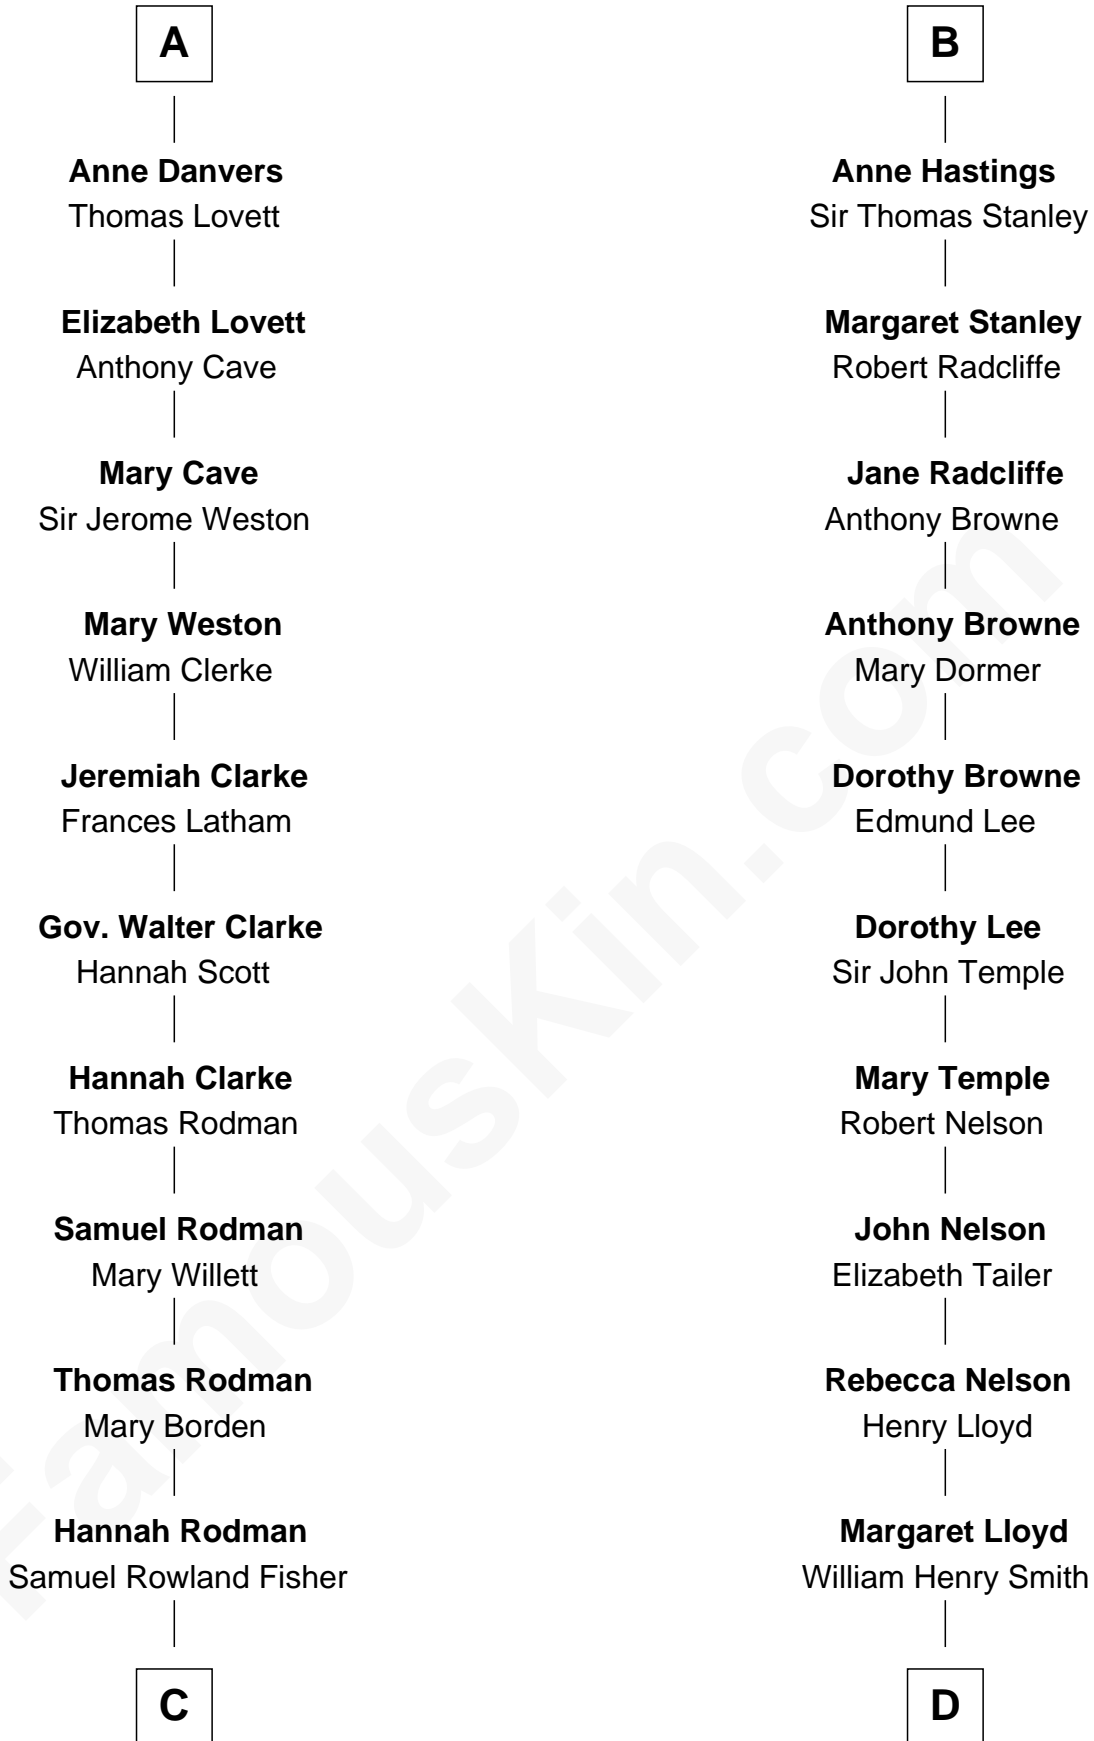 A
Anne Danvers
Thomas Lovett
Elizabeth Lovett
Anthony Cave
Mary Cave
Sir Jerome Weston
Mary Weston
William Clerke
Jeremiah Clarke
Frances Latham
Gov. Walter Clarke
Hannah Scott
Hannah Clarke
Thomas Rodman
Samuel Rodman
Mary Willett
Thomas Rodman
Mary Borden
Hannah Rodman
Samuel Rowland Fisher
C
B
Anne Hastings
Sir Thomas Stanley
Margaret Stanley
Robert Radcliffe
Jane Radcliffe
Anthony Browne
Anthony Browne
Mary Dormer
Dorothy Browne
Edmund Lee
Dorothy Lee
Sir John Temple
Mary Temple
Robert Nelson
John Nelson
Elizabeth Tailer
Rebecca Nelson
Henry Lloyd
Margaret Lloyd
William Henry Smith
D
FamousKin.com